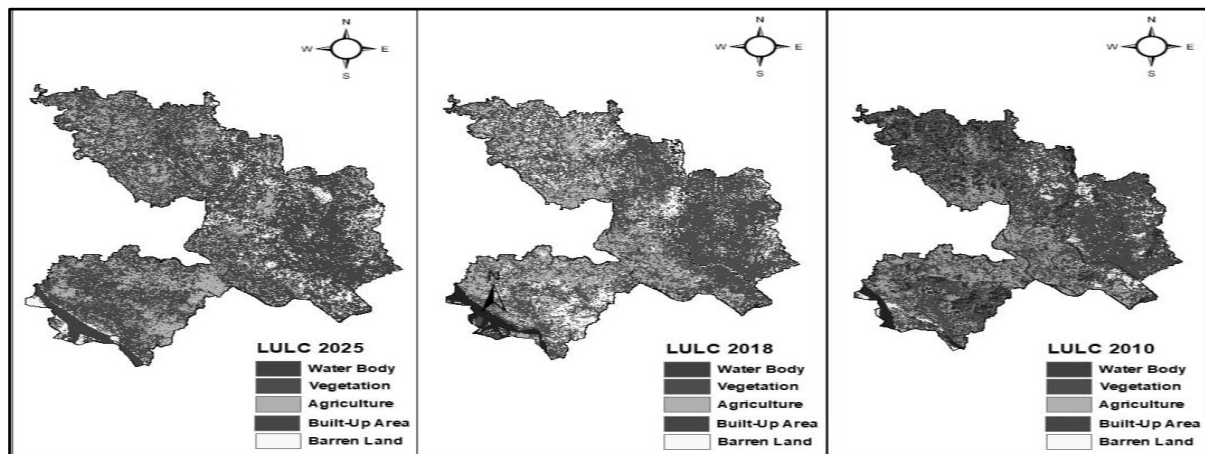 N
W E
S
N
W E
S
N
W E
S
N
LULC 2025
Water Body
Vegetation
Agriculture
Built-Up Area
Barren Land
LULC 2018
Water Body
Vegetation
Agriculture
Built-Up Area
Barren Land
LULC 2010
Water Body
Vegetation
Agriculture
Built-Up Area
Barren Land